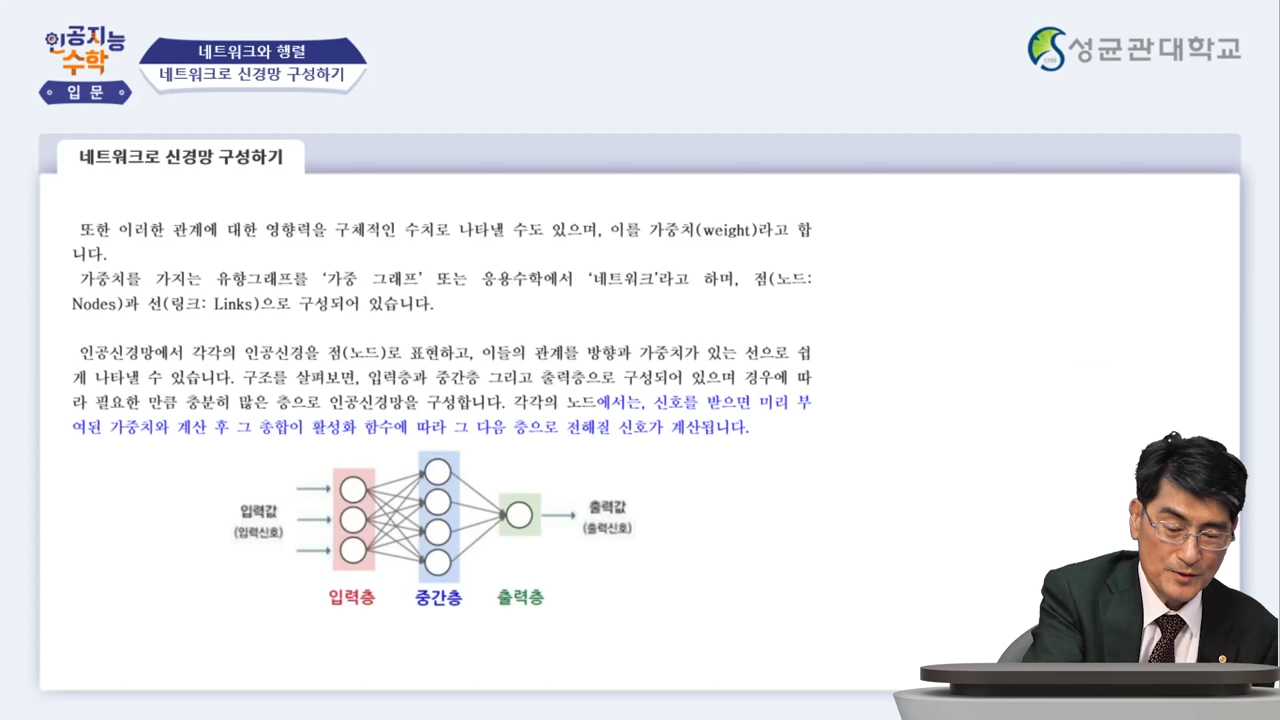 인공지능
수학
입문
네트워크와 행렬
네트워크로 신경망 구성하기
성균관대학교
네트워크로 신경망 구성하기
또한 이러한 관계에 대한 영향력을 구체적인 수치로 나타낼 수도 있으며, 이를 가중치(weight)라고 합
니다.
가중치를 가지는 유향그래프를 ‘가중 그래프’ 또는 응용수학에서 ‘네트워크’라고 하며, 점(노드:
Nodes)과 선(링크: Links)으로 구성되어 있습니다.
인공신경망에서 각각의 인공신경을 점(노드)로 표현하고, 이들의 관계를 방향과 가중치가 있는 선으로 쉽
게 나타낼 수 있습니다. 구조를 살펴보면, 입력층과 중간층 그리고 출력층으로 구성되어 있으며 경우에 따
라 필요한 만큼 충분히 많은 층으로 인공신경망을 구성합니다. 각각의 노드에서는, 신호를 받으면 미리 부
여된 가중치와 계산 후 그 총합이 활성화 함수에 따라 그 다음 층으로 전해질 신호가 계산됩니다.
입력값
(입력신호)
출력값
(출력신호)
입력층 중간층 출력층